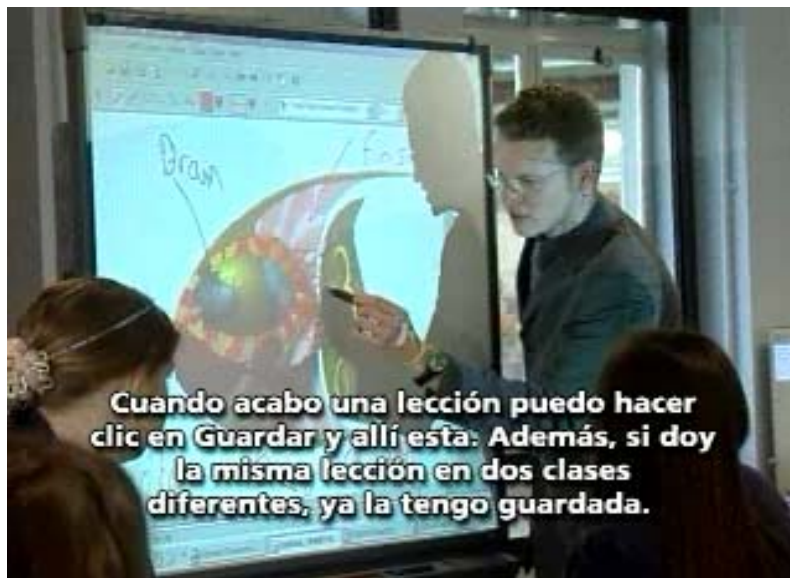 Cuando acabo una lección puedo hacer
clic en Guardar y allí esta. Además, si doy
la misma lección en dos clases
diferentes, ya la tengo guardada.